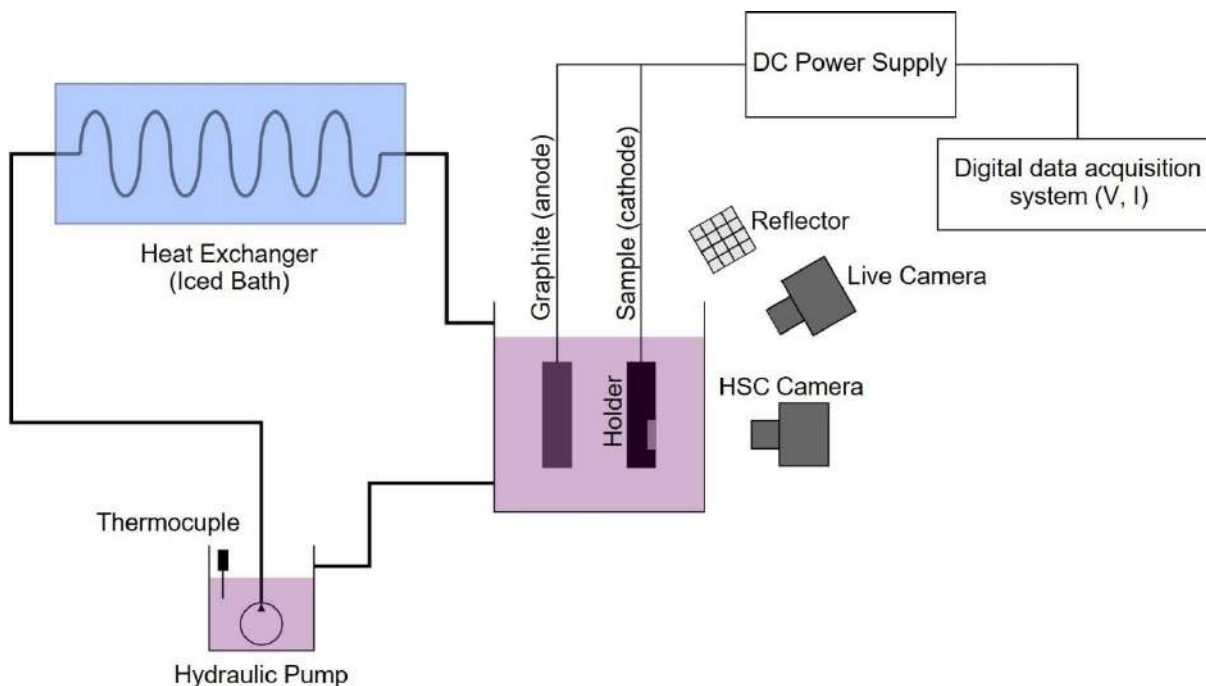 DC Power Supply
Digital data acquisition
system (V, I)
Heat Exchanger
(Iced Bath)
Graphite (anode)
Sample (cathode)
Reflector
Live Camera
HSC Camera
Holder
Thermocuple
Hydraulic Pump